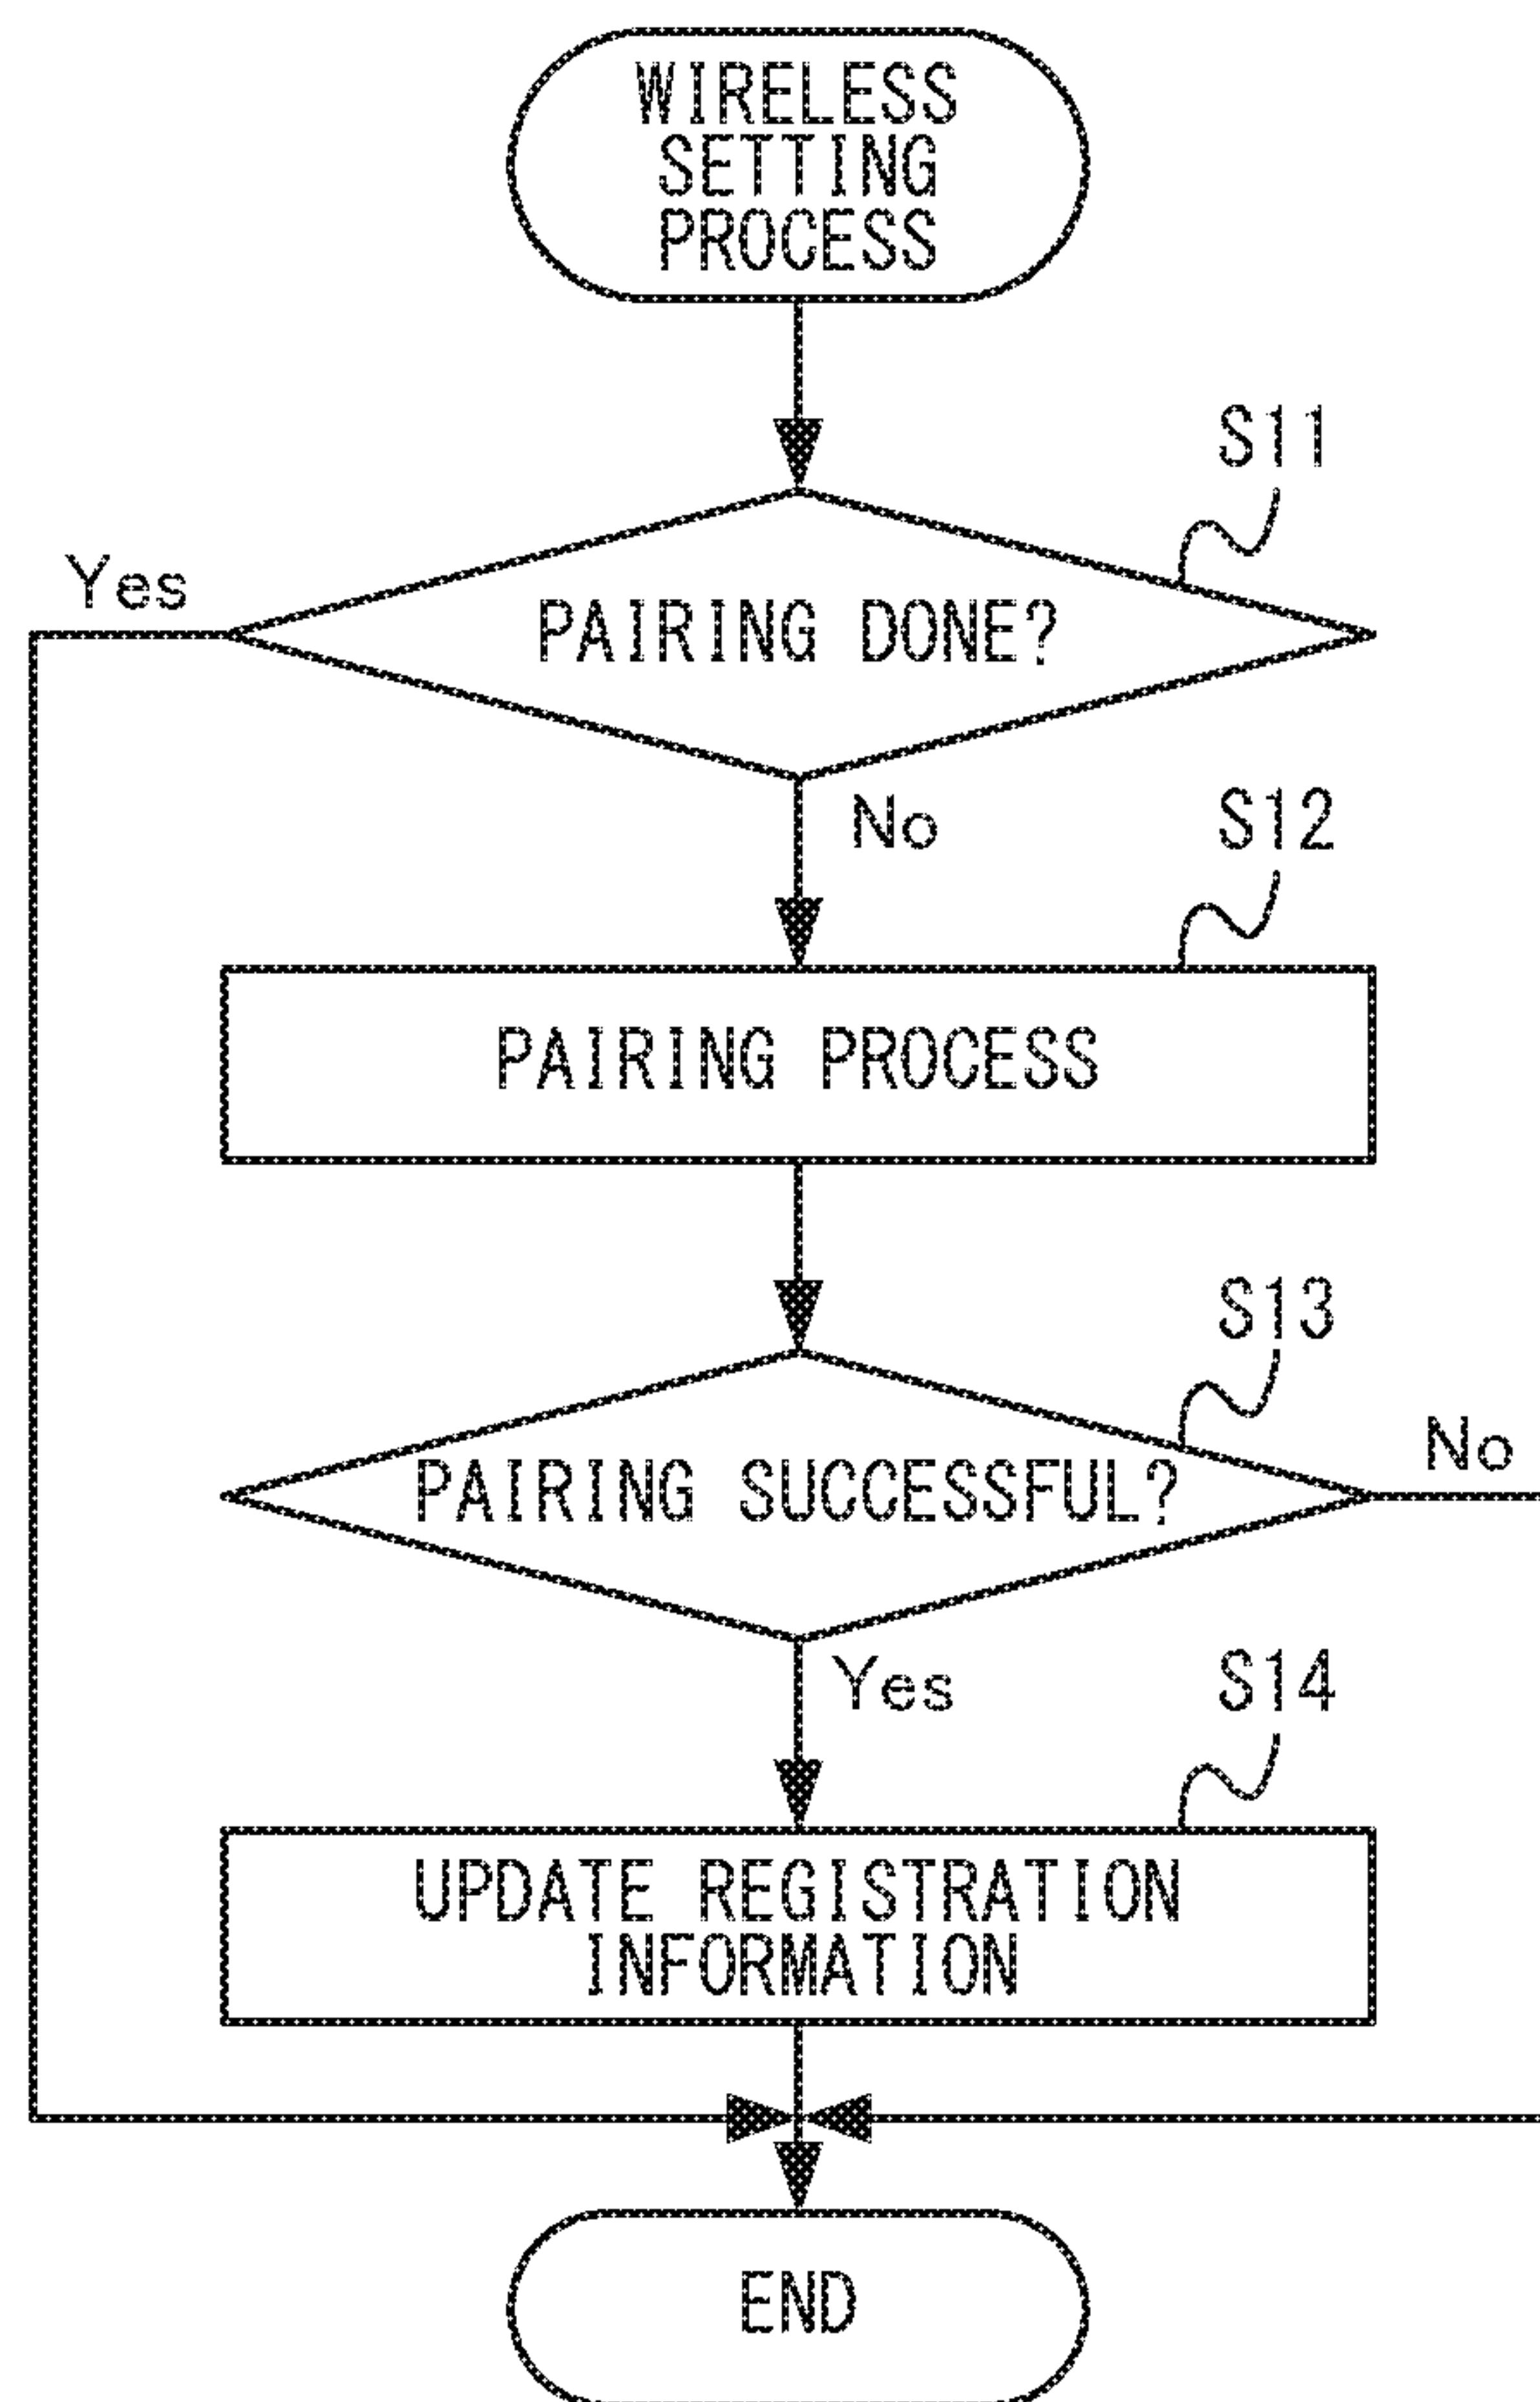 WIRELESS
SETTING
PROCESS
S11
Yes
PAIRING DONE?
No
S12
PAIRING PROCESS
S13
No
PAIRING SUCCESSFUL?
Yes
S14
UPDATE REGISTRATION
INFORMATION
END